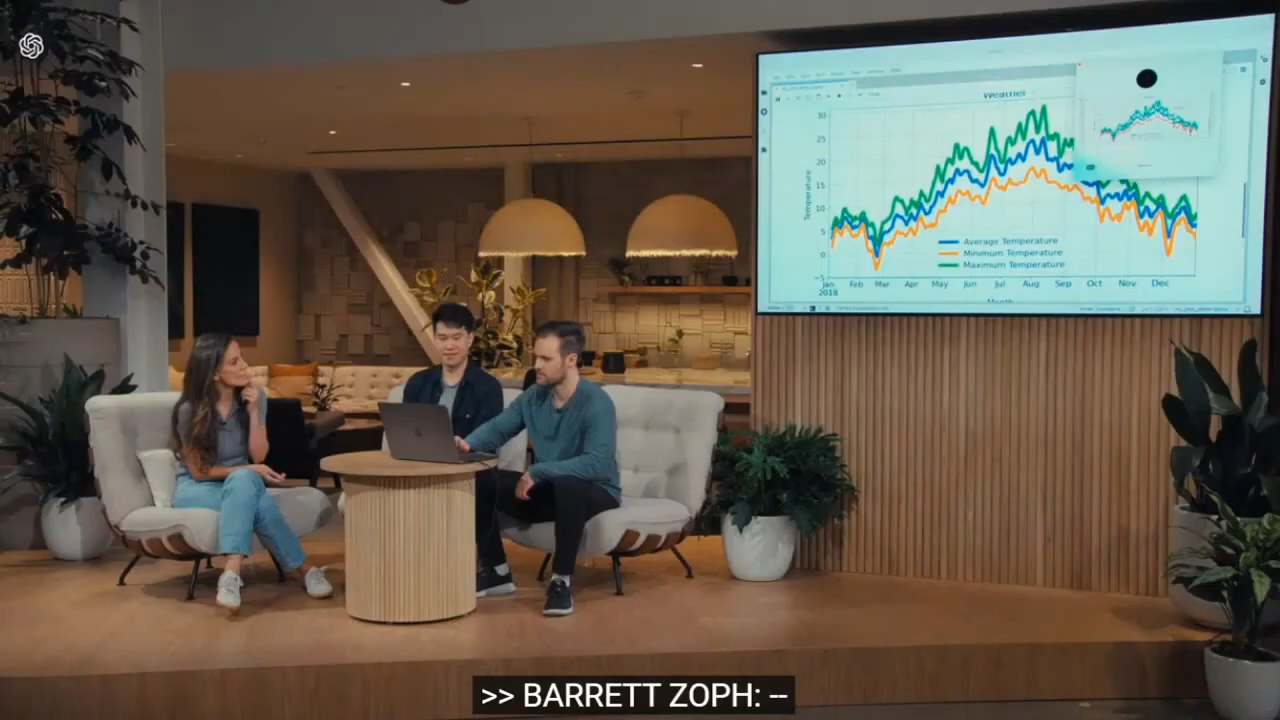 Weather
30
25
20
15
10
5
0
-5
Temperature
Average Temperature
Minimum Temperature
Maximum Temperature
Jan Feb Mar Apr May Jun Jul Aug Sep Oct Nov Dec
2018
Month
>> BARRETT ZOPH: --